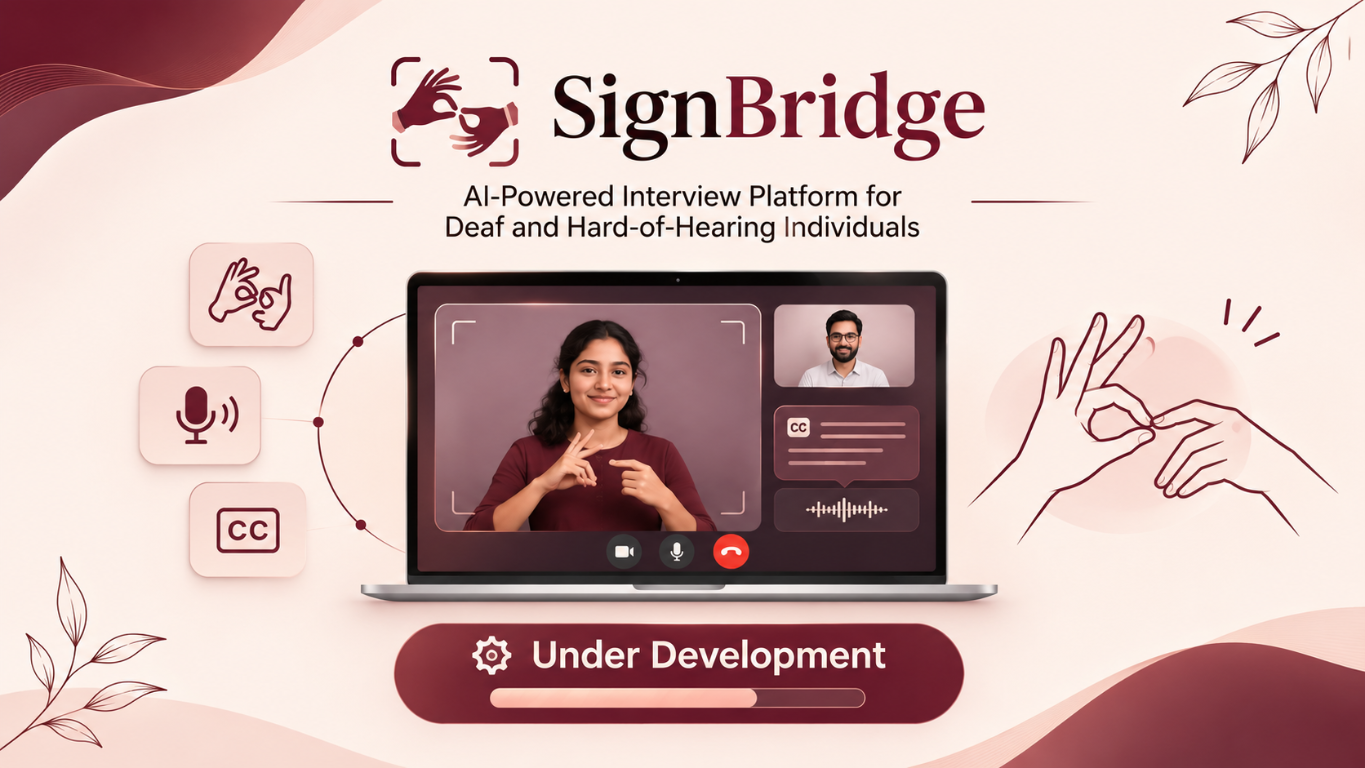 SignBridge
AI-Powered Interview Platform for
Deaf and Hard-of-Hearing Individuals
CC
CC
Under Development